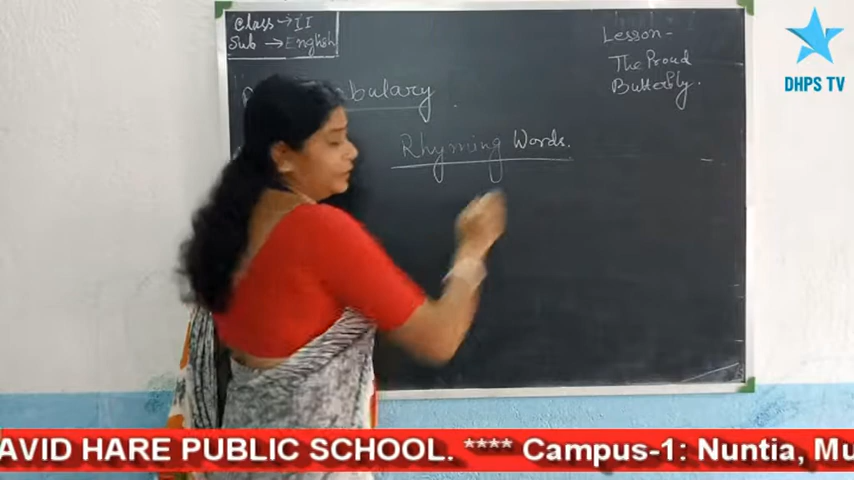 Class → II
Sub → English
Lesson -
The Proud
Butterfly.
Rhyming Words.
DHPS TV
AVID HARE PUBLIC SCHOOL. **** Campus-1: Nuntia, Mu